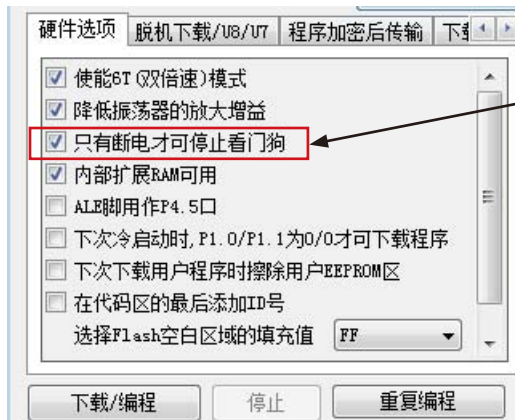 硬件选项 脱机下载/U8/U7 程序加密后传输
使能6T(双倍速)模式
降低振荡器的放大增益
只有断电才可停止看门狗
内部扩展RAM可用
ALE脚用作P4.5口
下次冷启动时,P1.0/P1.1为0/0才可下载程序
下次下载用户程序时擦除用户EEPROM区
在代码区的最后添加ID号
选择Flash空白区域的填充值 FF
下载/编程 停止 重复编程